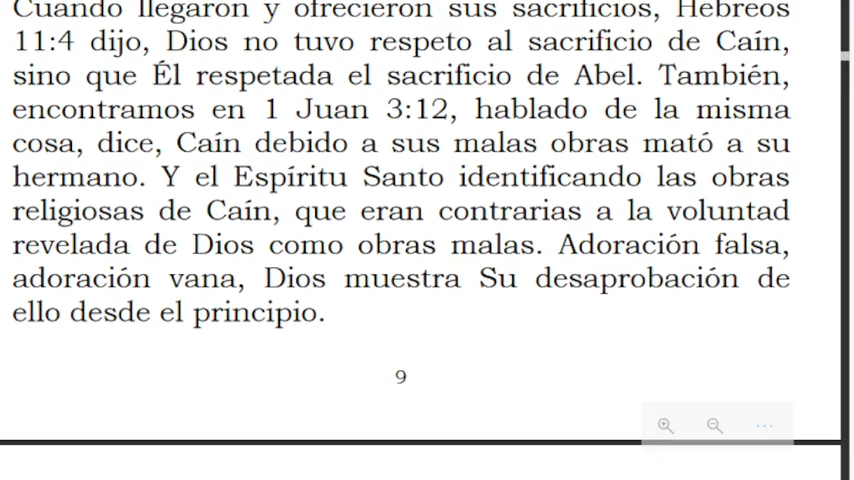 Cuando llegaron y ofrecieron sus sacrificios, Hebreos
11:4 dijo, Dios no tuvo respeto al sacrificio de Caín,
sino que Él respetada el sacrificio de Abel. También,
encontramos en 1 Juan 3:12, hablado de la misma
cosa, dice, Caín debido a sus malas obras mató a su
hermano. Y el Espíritu Santo identificando las obras
religiosas de Caín, que eran contrarias a la voluntad
revelada de Dios como obras malas. Adoración falsa,
adoración vana, Dios muestra Su desaprobación de
ello desde el principio.
9